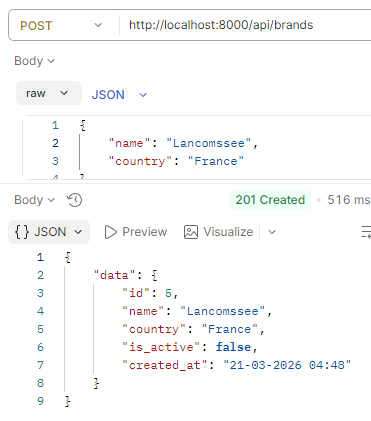 POST http://localhost:8000/api/brands
Body
raw JSON
1 {
2 "name": "Lancomssee",
3 "country": "France"
4 }
Body 201 Created • 516 ms
{} JSON Preview Visualize
1 {
2 "data": {
3 "id": 5,
4 "name": "Lancomssee",
5 "country": "France",
6 "is_active": false,
7 "created_at": "21-03-2026 04:48"
8 }
9 }